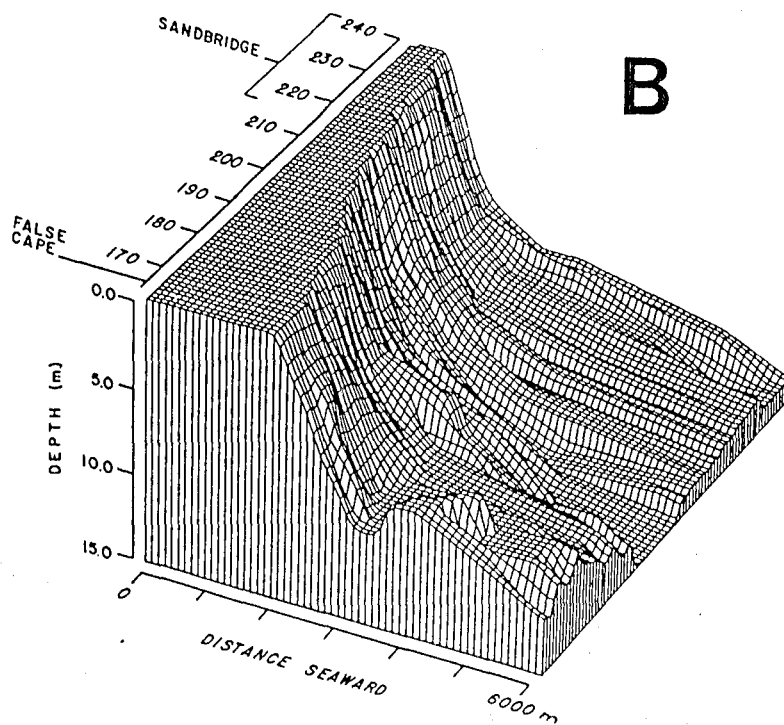 B
SANDBRIDGE
240
230
220
210
200
190
180
170
FALSE
CAPE
0.0
5.0
10.0
15.0
DEPTH (m)
0
DISTANCE SEAWARD
6000 m